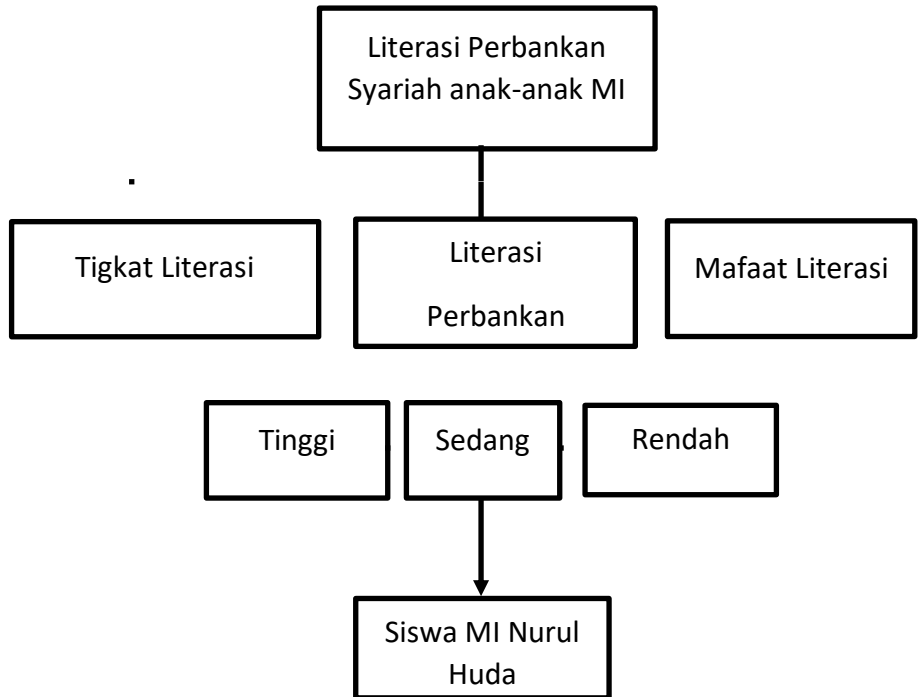 Literasi Perbankan
Syariah anak-anak MI
Tigkat Literasi
Literasi
Perbankan
Mafaat Literasi
Tinggi
Sedang
Rendah
Siswa MI Nurul
Huda